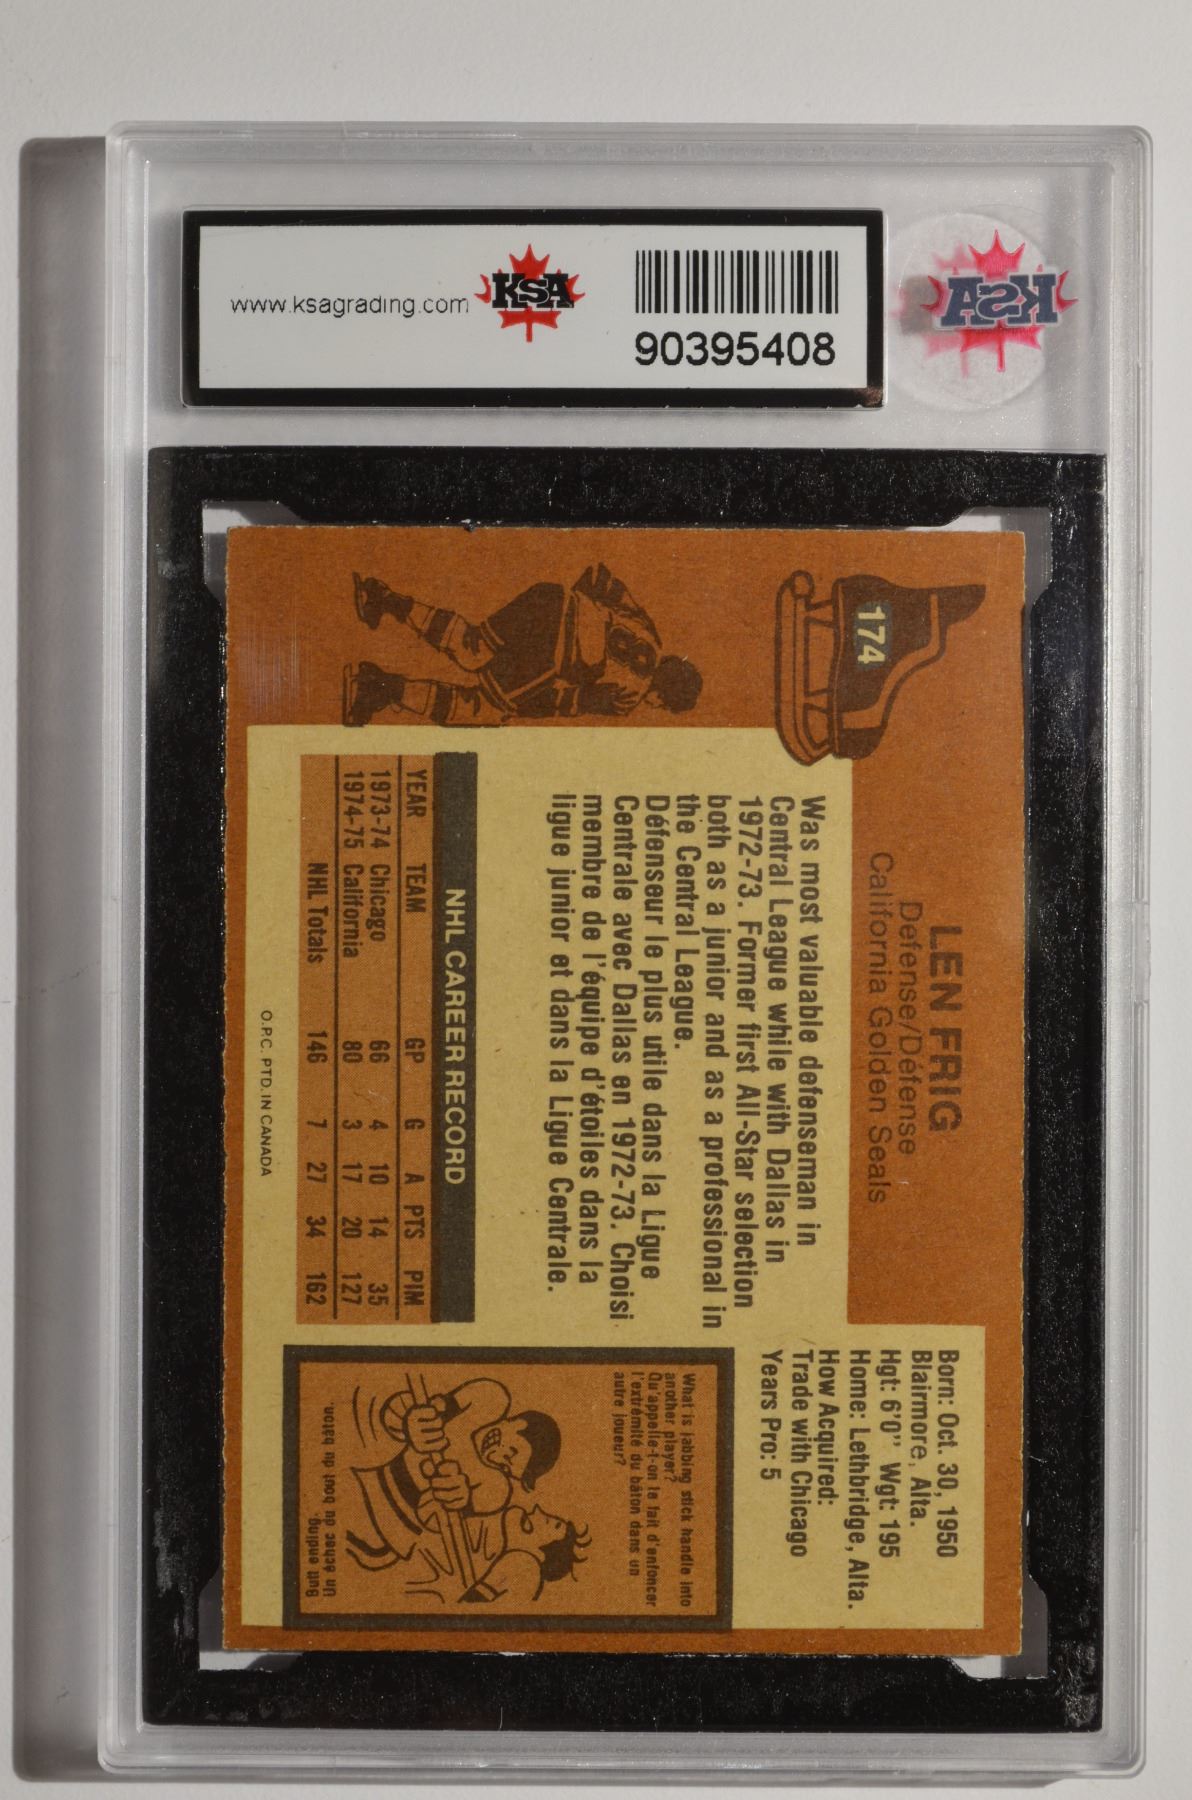 www.ksagrading.com
KSA
90395408
KSA
174
LEN FRIG
Defense/Défense
California Golden Seals
Was most valuable defenseman in
Central League while with Dallas in
1972-73. Former first All-Star selection
both as a junior and as a professional in
the Central League.
Défenseur le plus utile dans la Ligue
Centrale avec Dallas en 1972-73. Choisi
membre de l'équipe d'étoiles dans la
ligue junior et dans la Ligue Centrale.
Born: Oct. 30, 1950
Blairmore, Alta.
Hgt: 6'0" Wgt: 195
Home: Lethbridge, Alta.
How Acquired:
Trade with Chicago
Years Pro: 5
NHL CAREER RECORD
YEAR TEAM GP G A PTS PIM
1973-74 Chicago 66 4 10 14 35
1974-75 California 80 3 17 20 127
NHL Totals 146 7 27 34 162
O.P.C. PTD. IN CANADA
What is jabbing stick handle into
another player?
Qu'appelle-t-on le fait d'enfoncer
l'extrémité du bâton dans un
autre joueur?
Butt ending.
Un échec du bout du bâton.
8